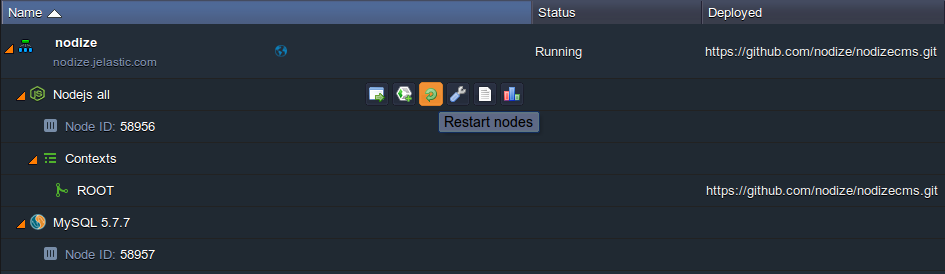 Name Status Deployed
nodize
nodize.jelastic.com
Running https://github.com/nodize/nodizecms.git
Nodejs all
Restart nodes
Node ID: 58956
Contexts
ROOT https://github.com/nodize/nodizecms.git
MySQL 5.7.7
Node ID: 58957